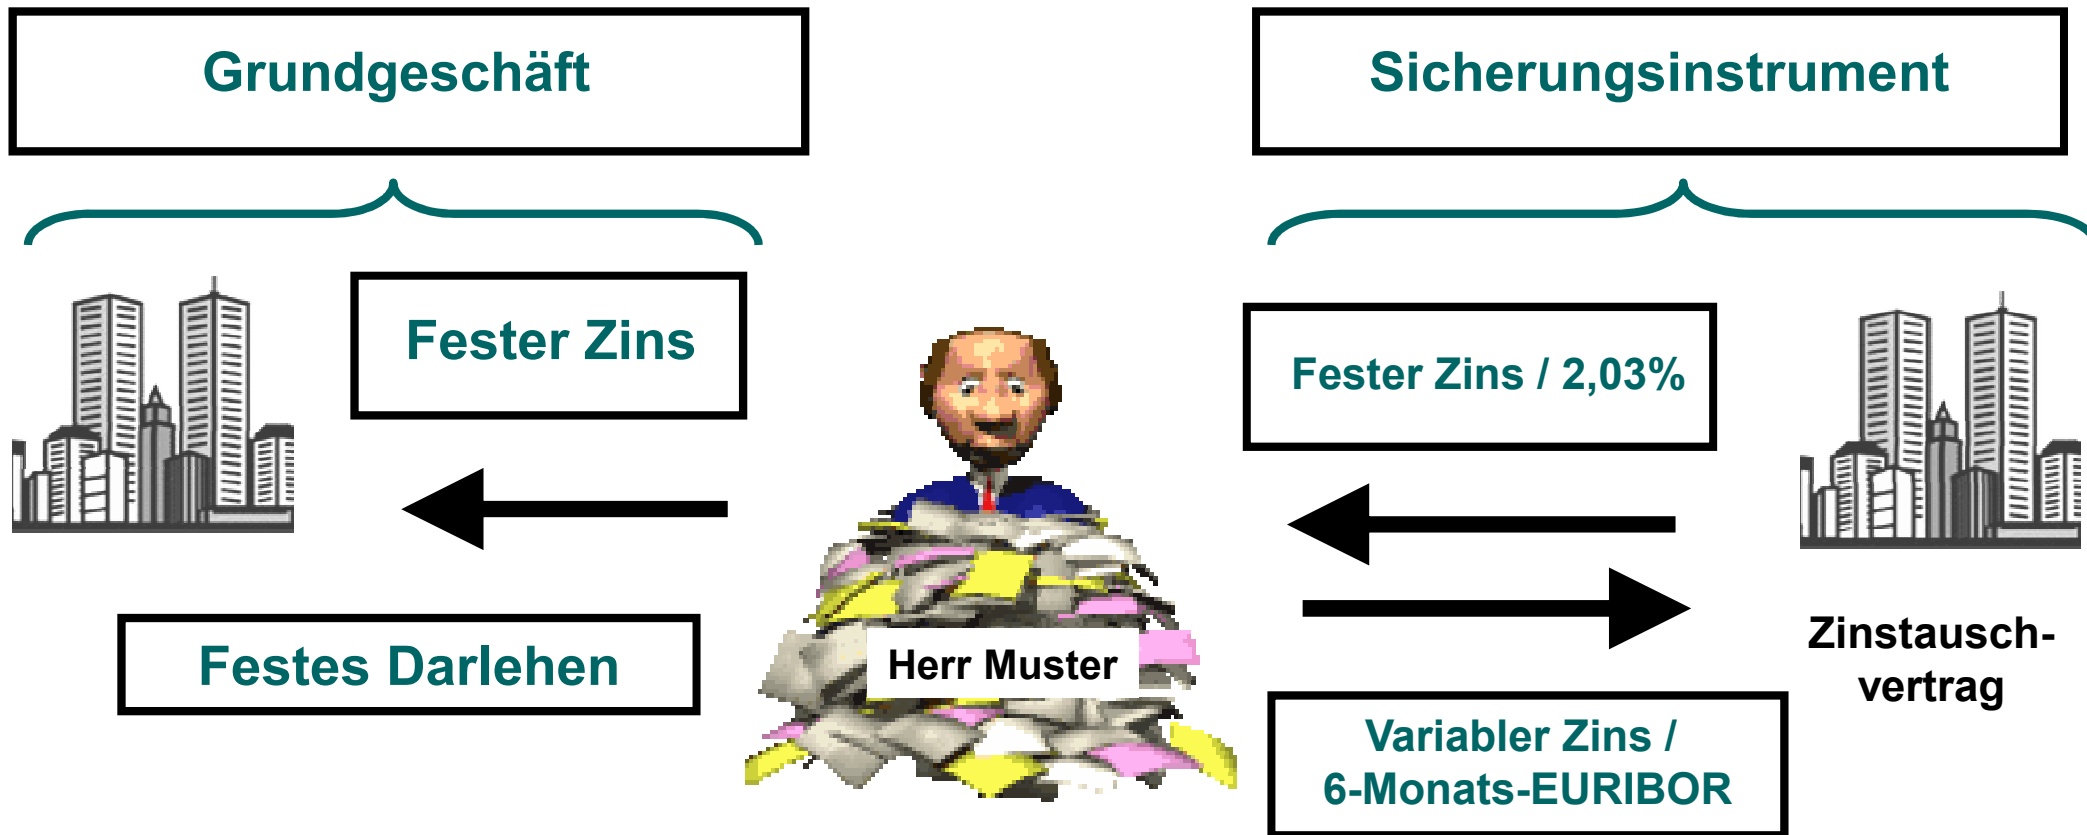 Grundgeschäft
Sicherungsinstrument
Fester Zins
Fester Zins / 2,03%
Festes Darlehen
Herr Muster
Zinstausch-
vertrag
Variabler Zins /
6-Monats-EURIBOR